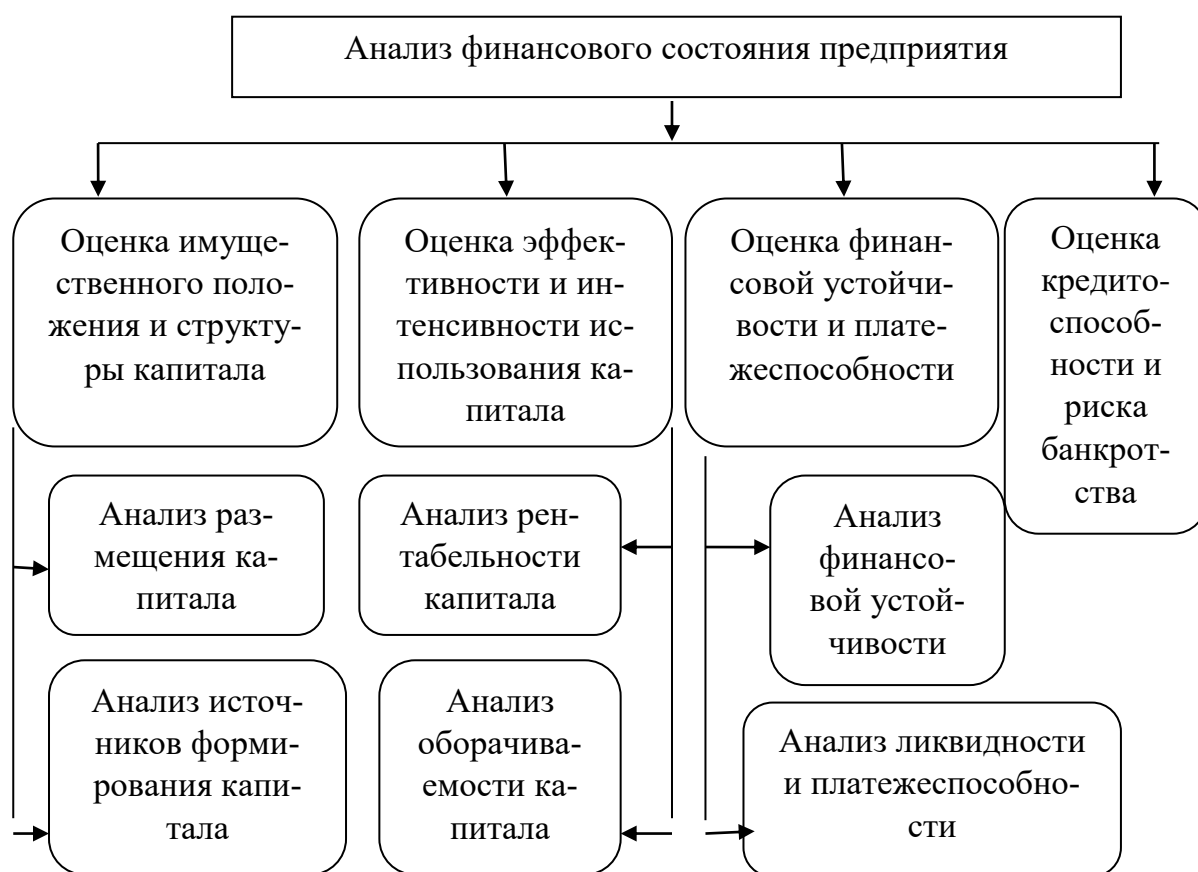 Анализ финансового состояния предприятия
Оценка имуще-
ственного поло-
жения и структу-
ры капитала
Оценка эффек-
тивности и ин-
тенсивности ис-
пользования ка-
питала
Оценка финан-
совой устойчи-
вости и плате-
жеспособности
Оценка
кредито-
способ-
ности и
риска
банкрот-
ства
Анализ раз-
мещения ка-
питала
Анализ рен-
табельности
капитала
Анализ
финансо-
вой устой-
чивости
Анализ источ-
ников форми-
рования капи-
тала
Анализ
оборачива-
емости ка-
питала
Анализ ликвидности
и платежеспособно-
сти